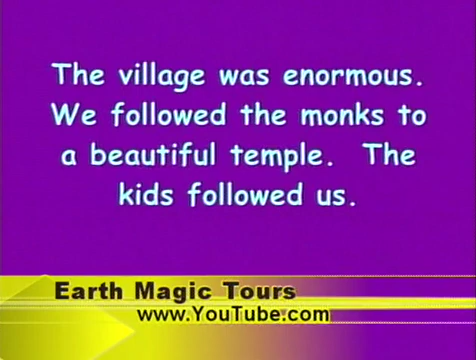 The village was enormous.
We followed the monks to
a beautiful temple. The
kids followed us.
Earth Magic Tours
www.YouTube.com